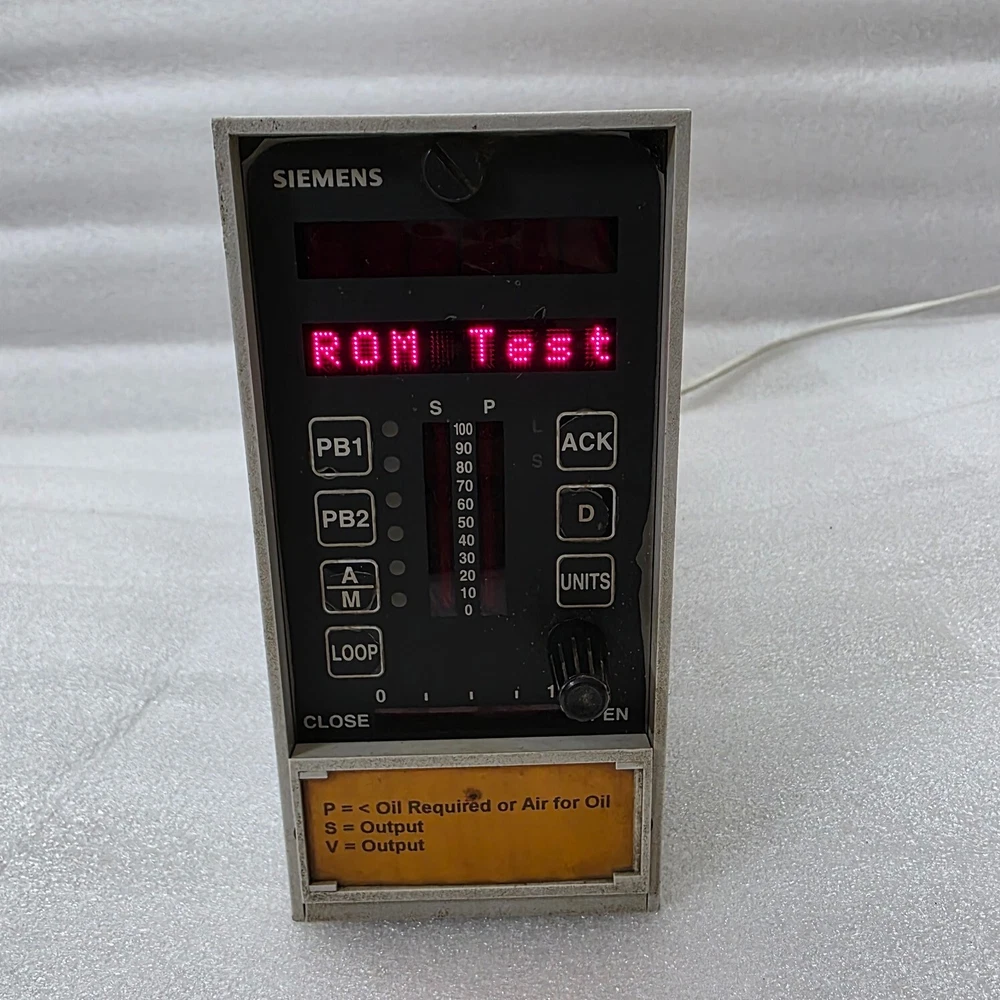 SIEMENS
ROM Test
S P
100
90
80
70
60
50
40
30
20
10
0
L
S
PB1
PB2
A
M
LOOP
ACK
D
UNITS
0
CLOSE
P = < Oil Required or Air for Oil
S = Output
V = Output